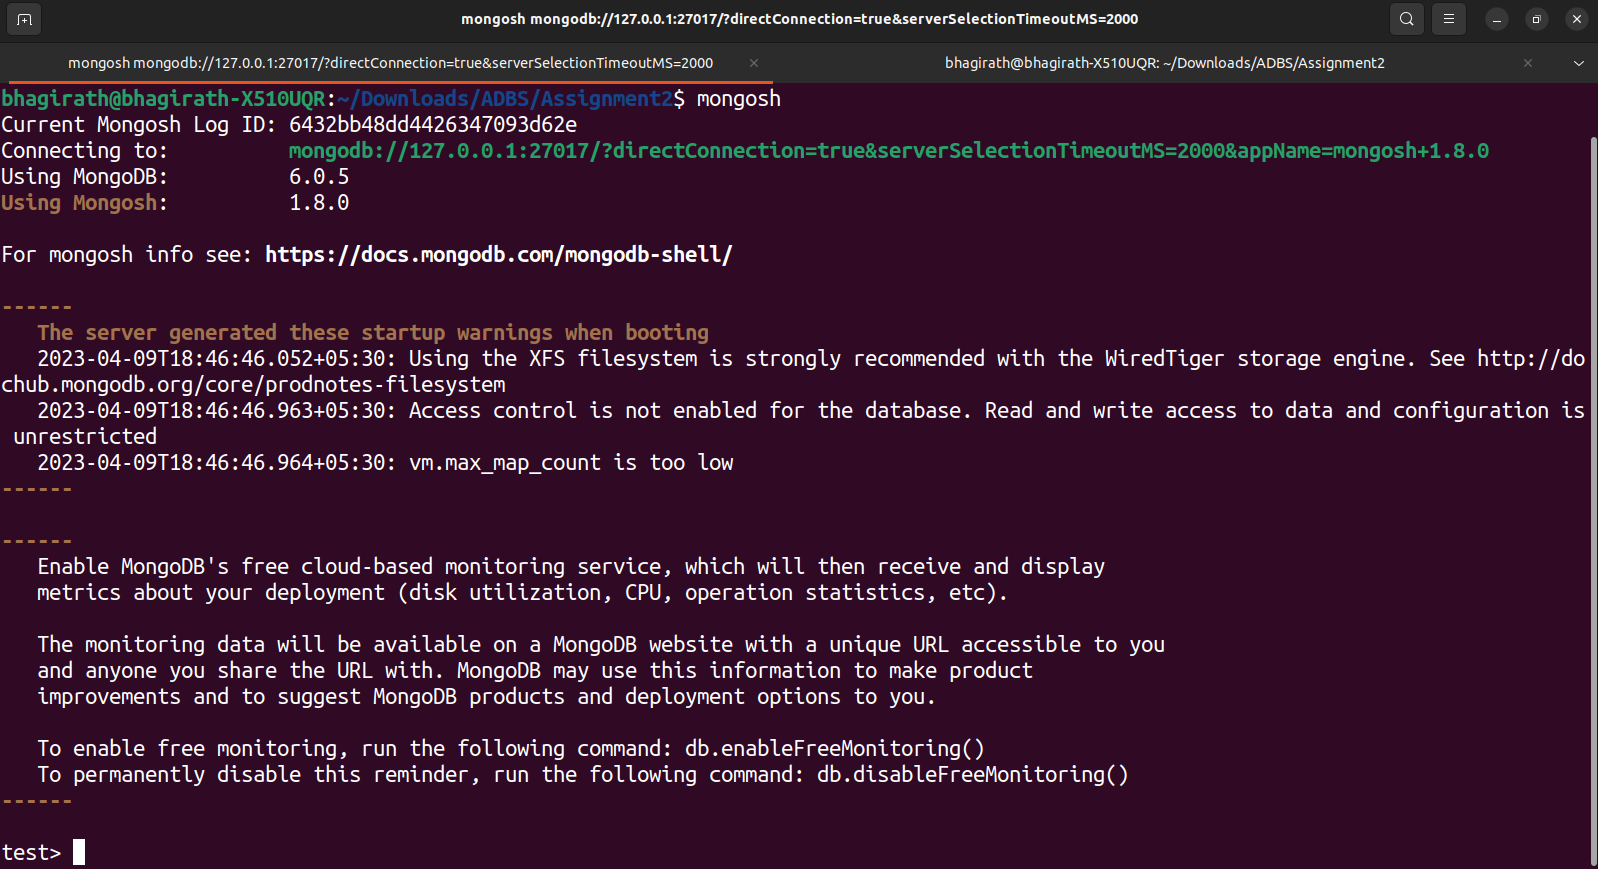 mongosh mongodb://127.0.0.1:27017/?directConnection=true&serverSelectionTimeoutMS=2000
mongosh mongodb://127.0.0.1:27017/?directConnection=true&serverSelectionTimeoutMS=2000
bhagirath@bhagirath-X510UQR: ~/Downloads/ADBS/Assignment2
bhagirath@bhagirath-X510UQR:~/Downloads/ADBS/Assignment2$ mongosh
Current Mongosh Log ID: 6432bb48dd4426347093d62e
Connecting to:          mongodb://127.0.0.1:27017/?directConnection=true&serverSelectionTimeoutMS=2000&appName=mongosh+1.8.0
Using MongoDB:          6.0.5
Using Mongosh:          1.8.0
For mongosh info see: https://docs.mongodb.com/mongodb-shell/
------
   The server generated these startup warnings when booting
   2023-04-09T18:46:46.052+05:30: Using the XFS filesystem is strongly recommended with the WiredTiger storage engine. See http://do
chub.mongodb.org/core/prodnotes-filesystem
   2023-04-09T18:46:46.963+05:30: Access control is not enabled for the database. Read and write access to data and configuration is
 unrestricted
   2023-04-09T18:46:46.964+05:30: vm.max_map_count is too low
------
------
   Enable MongoDB's free cloud-based monitoring service, which will then receive and display
   metrics about your deployment (disk utilization, CPU, operation statistics, etc).
   The monitoring data will be available on a MongoDB website with a unique URL accessible to you
   and anyone you share the URL with. MongoDB may use this information to make product
   improvements and to suggest MongoDB products and deployment options to you.
   To enable free monitoring, run the following command: db.enableFreeMonitoring()
   To permanently disable this reminder, run the following command: db.disableFreeMonitoring()
------
test>